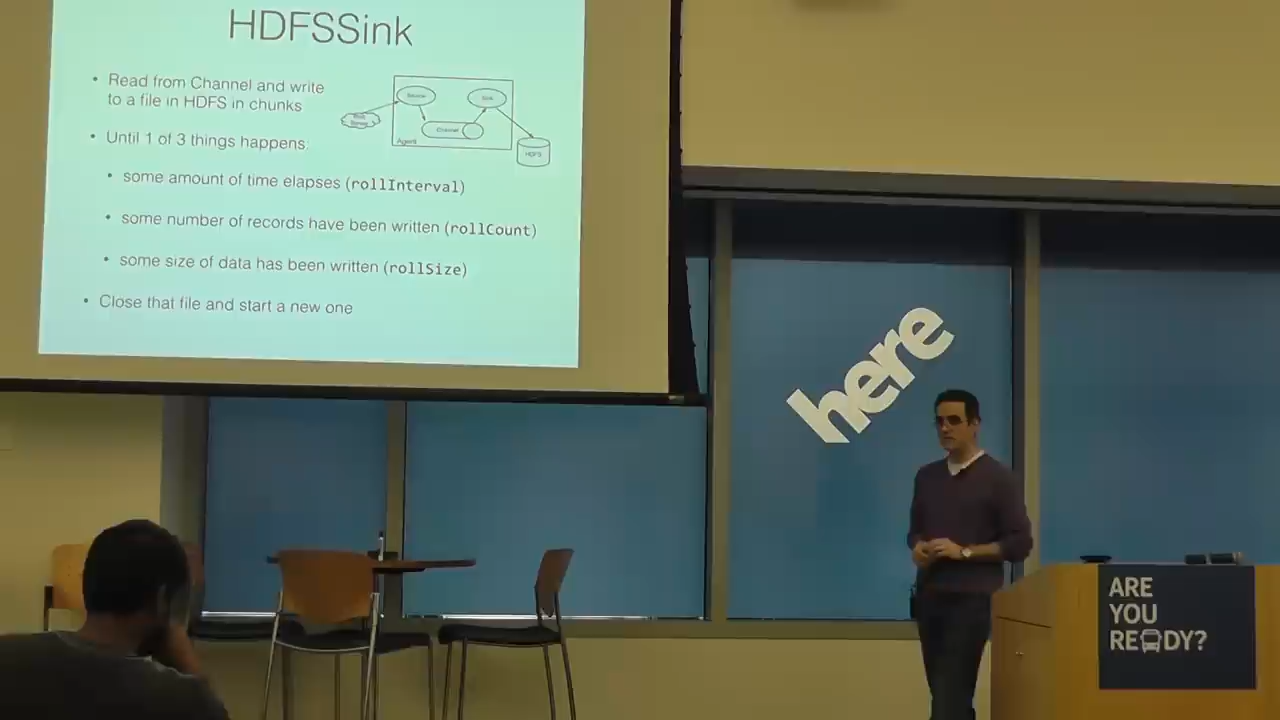 HDFSSink
• Read from Channel and write
to a file in HDFS in chunks
• Until 1 of 3 things happens:
• some amount of time elapses (rollInterval)
• some number of records have been written (rollCount)
• some size of data has been written (rollSize)
• Close that file and start a new one
Source
Sink
Channel
Agent
HDFS
here
ARE
YOU
READY?